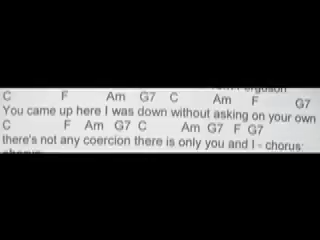 C F Am G7 C Am F G7
You came up here I was down without asking on your own
C F Am G7 C Am G7 F G7
there's not any coercion there is only you and I - chorus: